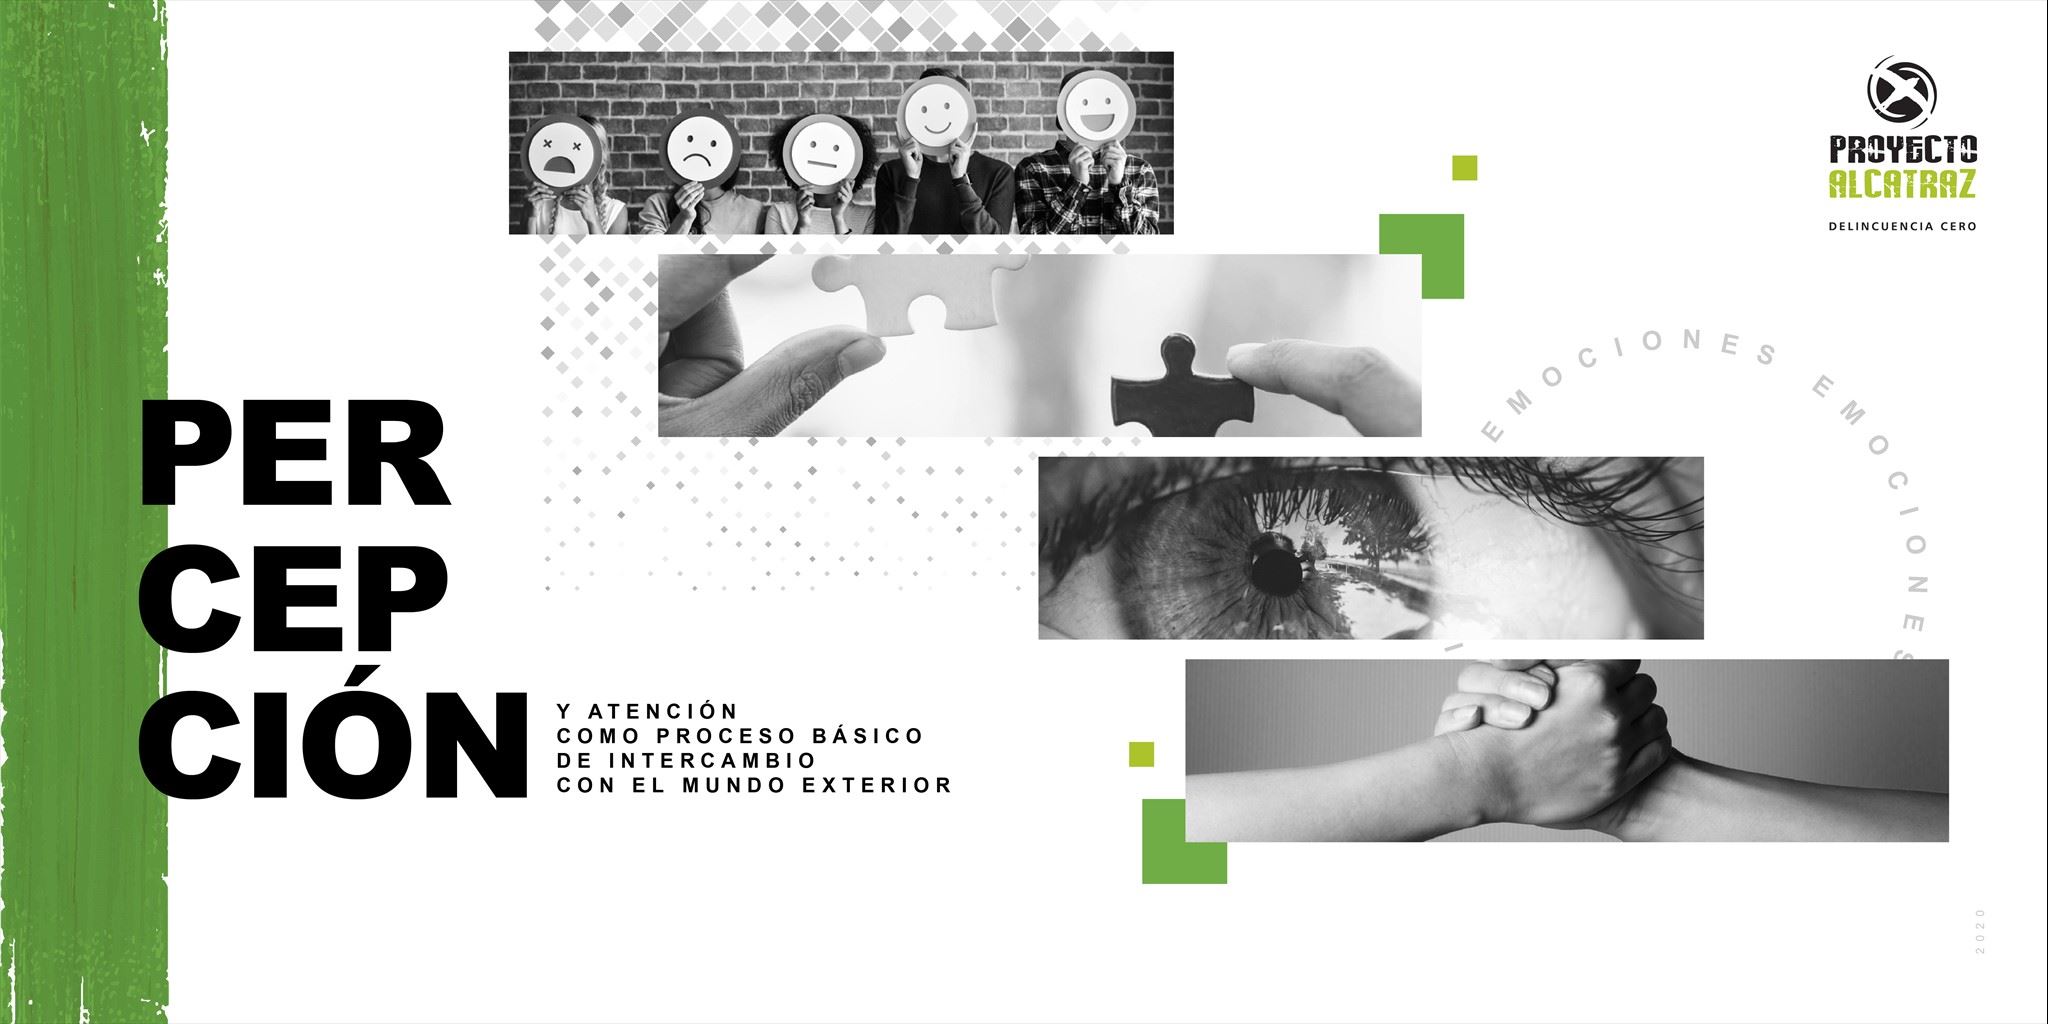 PROYECTO
ALCATRAZ
DELINCUENCIA CERO
EMOCIONES EMOCIONES
PER
CEP
CIÓN
Y ATENCIÓN
COMO PROCESO BÁSICO
DE INTERCAMBIO
CON EL MUNDO EXTERIOR
2020